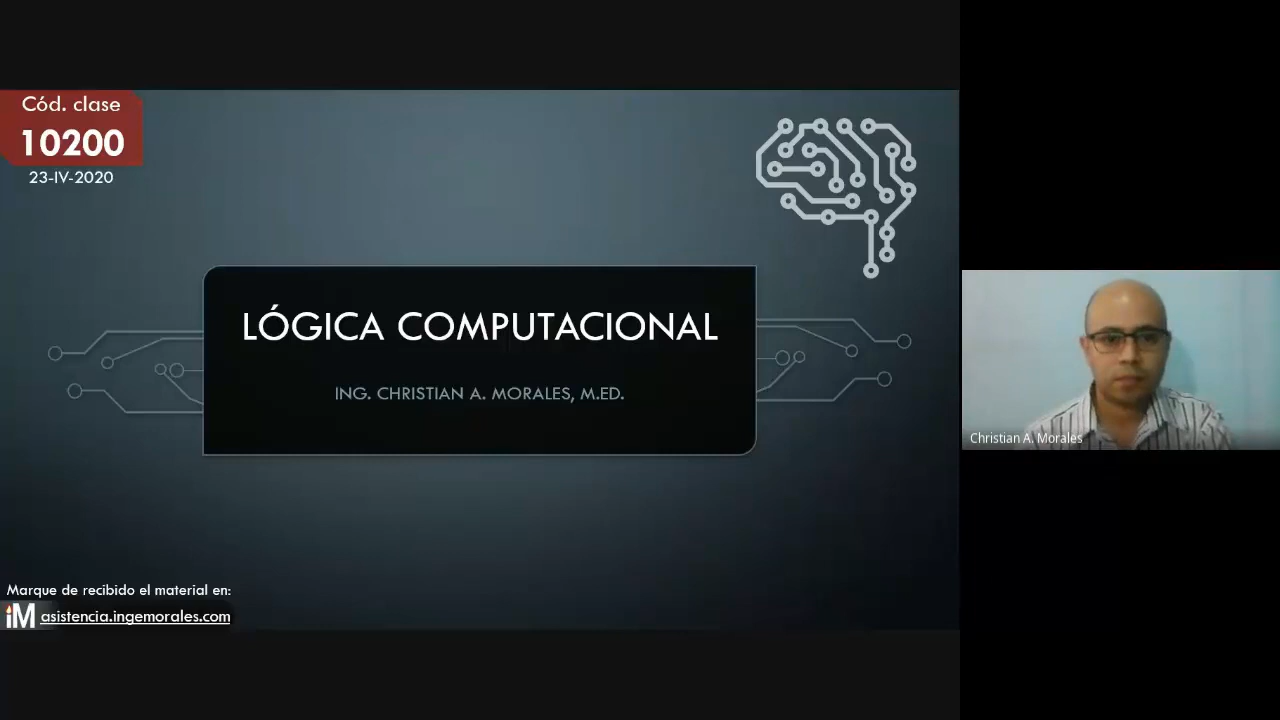 Cód. clase
10200
23-IV-2020
LÓGICA COMPUTACIONAL
ING. CHRISTIAN A. MORALES, M.ED.
Christian A. Morales
Marque de recibido el material en:
iM asistencia.ingemorales.com